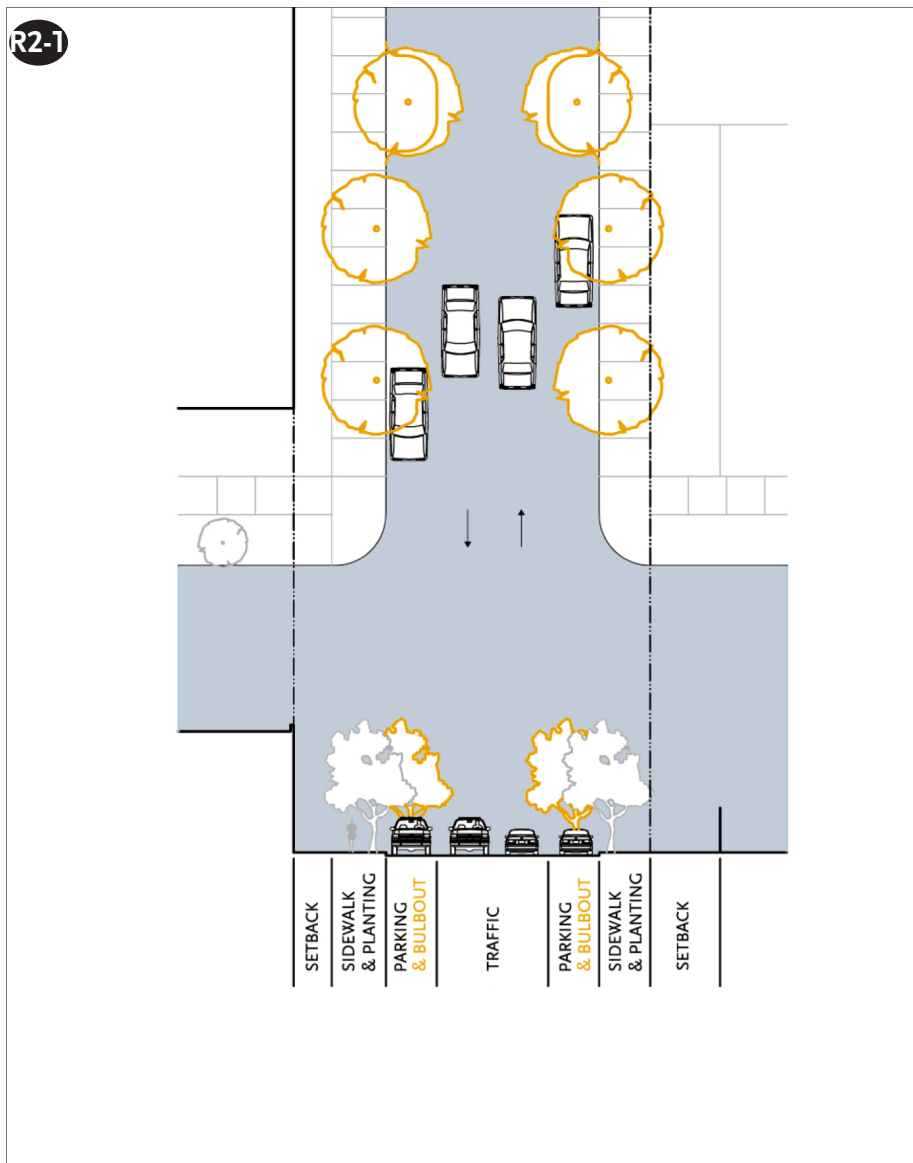 R2-1
SETBACK
SIDEWALK
& PLANTING
PARKING
& BULBOUT
TRAFFIC
PARKING
& BULBOUT
SIDEWALK
& PLANTING
SETBACK